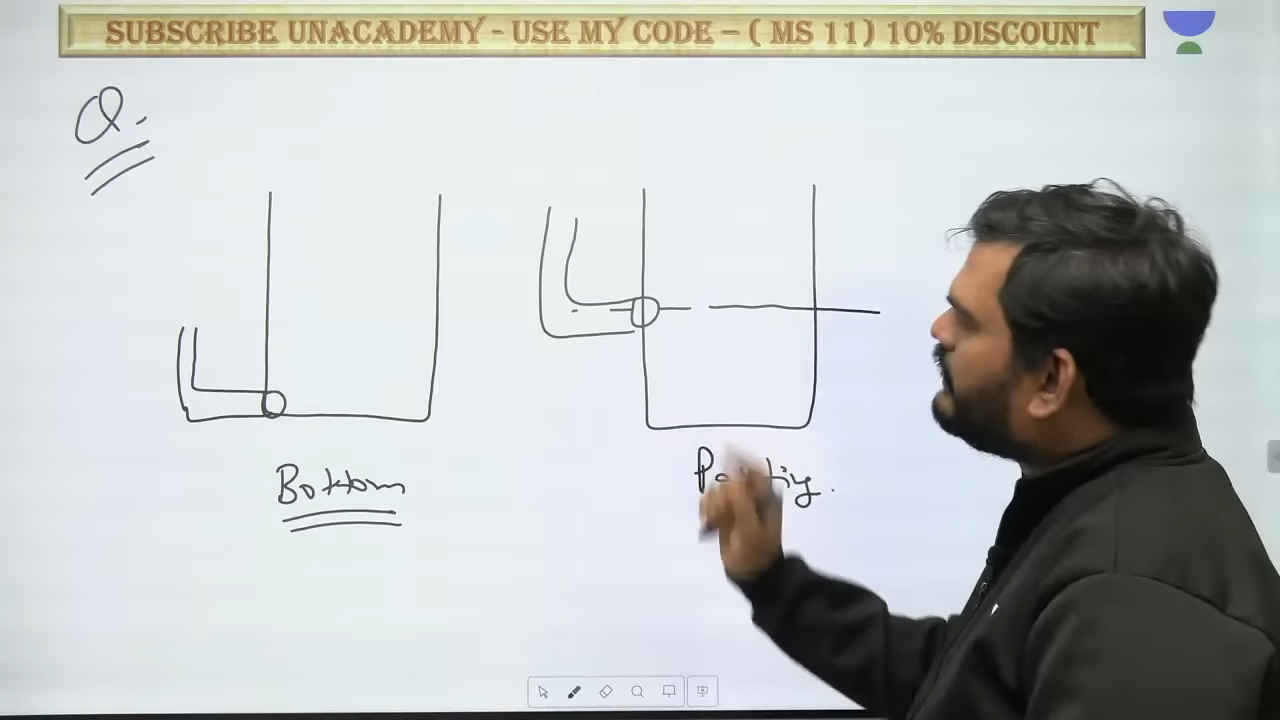 SUBSCRIBE UNACADEMY - USE MY CODE – ( MS 11) 10% DISCOUNT
Q.
Bottom